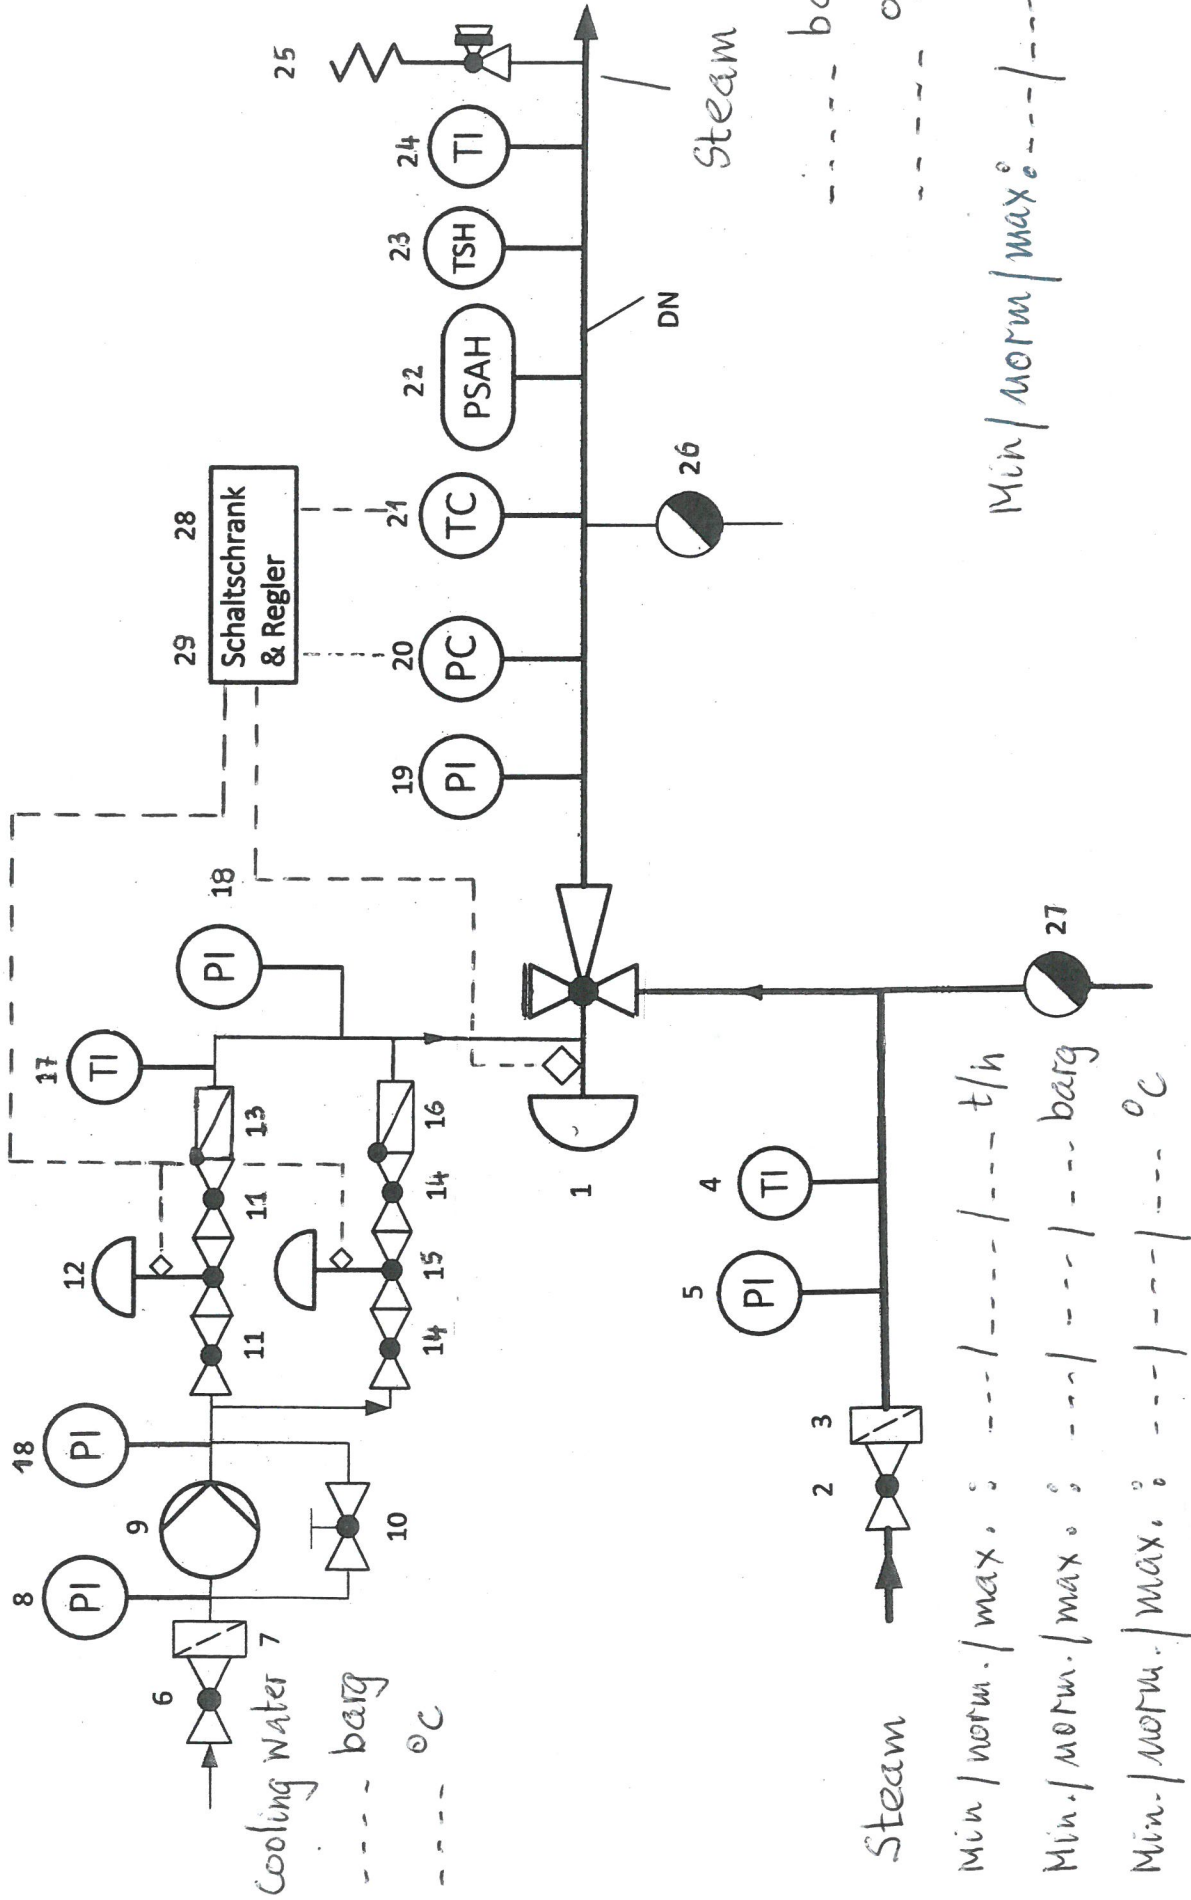 8
18
17
PI
PI
12
TI
9
6
29
28
18
PI
Schaltschrank
& Regler
7
11
11
13
25
Cooling Water
---- barg
---- °C
10
14
15
14
16
19
20
21
22
23
24
PI
PC
TC
PSAH
TSH
TI
1
DN
26
Steam
5
4
PI
TI
2
3
27
Steam
Min/norm./max.: ---/----/--- t/h
Min./norm./max.: ---/---/--- barg
Min./norm./max.: ---/---/--- °C
Min/norm/max:---/---